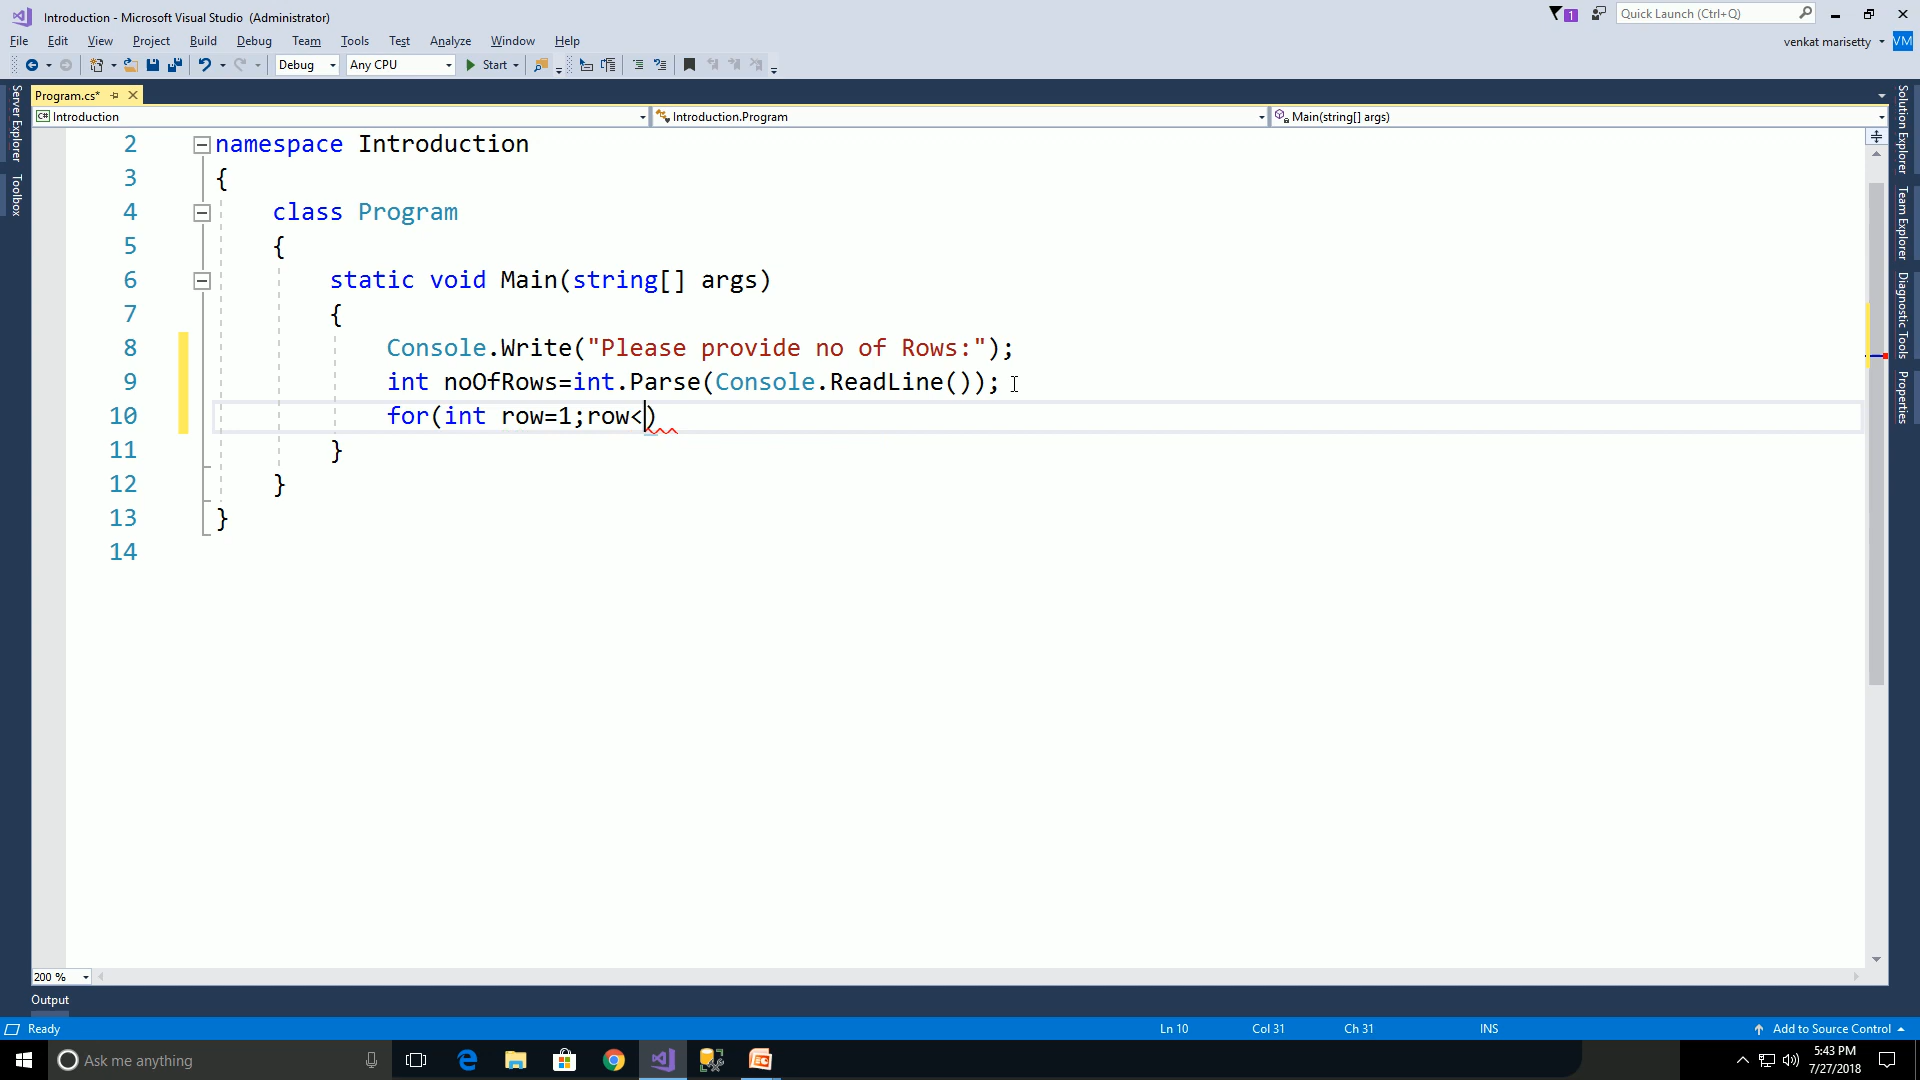 Introduction - Microsoft Visual Studio (Administrator)
1
Quick Launch (Ctrl+Q)
File Edit View Project Build Debug Team Tools Test Analyze Window Help
venkat marisetty VM
Debug Any CPU Start
Program.cs*
Introduction Introduction.Program Main(string[] args)
Server Explorer
Toolbox
Solution Explorer
Team Explorer
Diagnostic Tools
Properties
2 namespace Introduction
3 {
4 class Program
5 {
6 static void Main(string[] args)
7 {
8 Console.Write("Please provide no of Rows:");
9 int noOfRows=int.Parse(Console.ReadLine());
10 for(int row=1;row<)
11 }
12 }
13 }
14
200 %
Output
Ready Ln 10 Col 31 Ch 31 INS Add to Source Control
Ask me anything
5:43 PM
7/27/2018